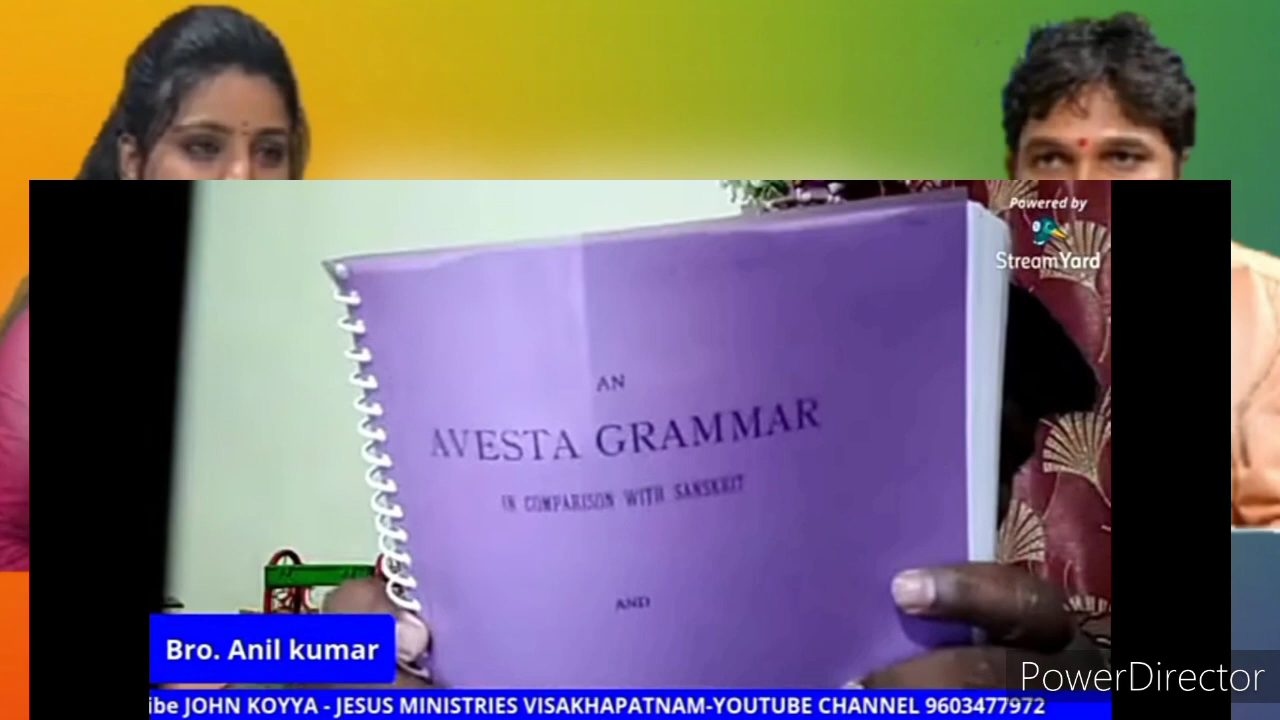 Powered by
StreamYard
AN
AVESTA GRAMMAR
IN COMPARISON WITH SANSKRIT
AND
Bro. Anil kumar
ibe JOHN KOYYA - JESUS MINISTRIES VISAKHAPATNAM-YOUTUBE CHANNEL 9603477972
PowerDirector